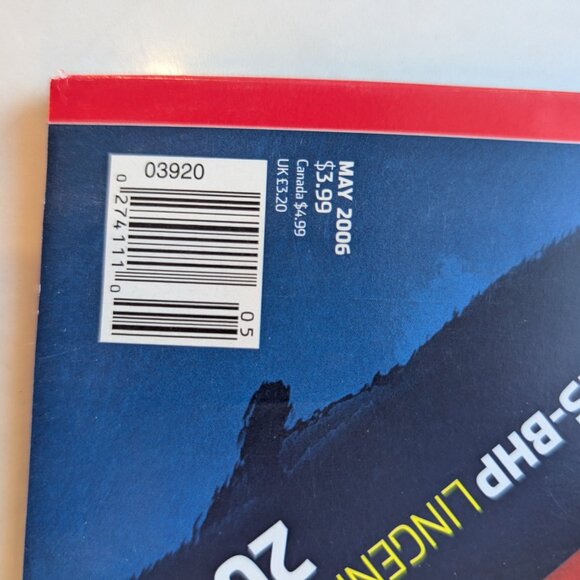 03920
0 274111 0
05
MAY 2006
$3.99
Canada $4.99
UK £3.20
S-BHP LINGEN
20